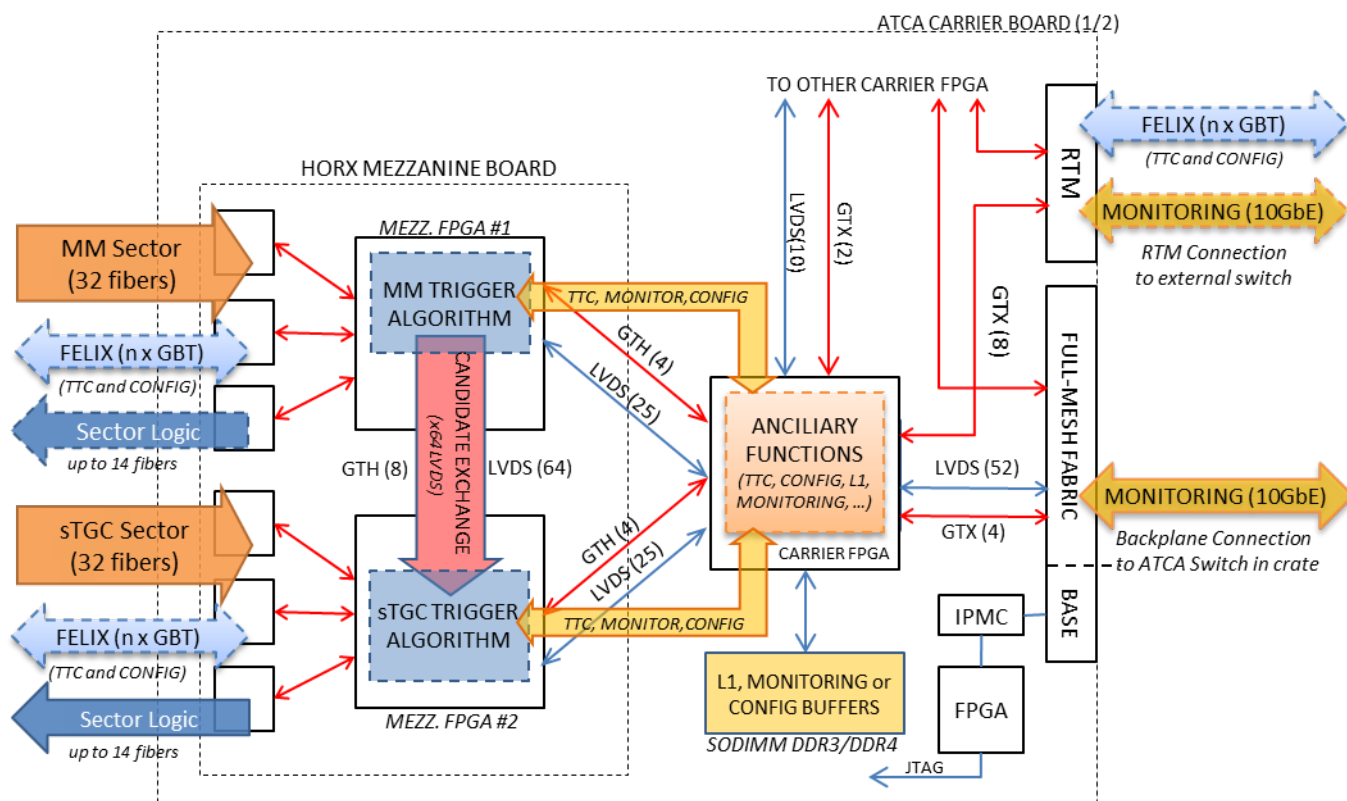 ATCA CARRIER BOARD (1/2)
TO OTHER CARRIER FPGA
HORX MEZZANINE BOARD
MEZZ. FPGA #1
MM Sector
(32 fibers)
FELIX (n x GBT)
(TTC and CONFIG)
Sector Logic
up to 14 fibers
MM TRIGGER
ALGORITHM
CANDIDATE EXCHANGE
(x64 LVDS)
GTH (8)
LVDS (64)
sTGC Sector
(32 fibers)
FELIX (n x GBT)
(TTC and CONFIG)
Sector Logic
up to 14 fibers
sTGC TRIGGER
ALGORITHM
MEZZ. FPGA #2
TTC, MONITOR,CONFIG
GTH (4)
LVDS (25)
GTH (4)
LVDS (25)
TTC, MONITOR,CONFIG
LVDS(10)
GTX (2)
ANCILIARY
FUNCTIONS
(TTC, CONFIG, L1,
MONITORING, …)
CARRIER FPGA
L1, MONITORING or
CONFIG BUFFERS
SODIMM DDR3/DDR4
GTX (8)
LVDS (52)
GTX (4)
RTM
FELIX (n x GBT)
(TTC and CONFIG)
MONITORING (10GbE)
RTM Connection
to external switch
FULL-MESH FABRIC
MONITORING (10GbE)
Backplane Connection
to ATCA Switch in crate
BASE
IPMC
FPGA
JTAG